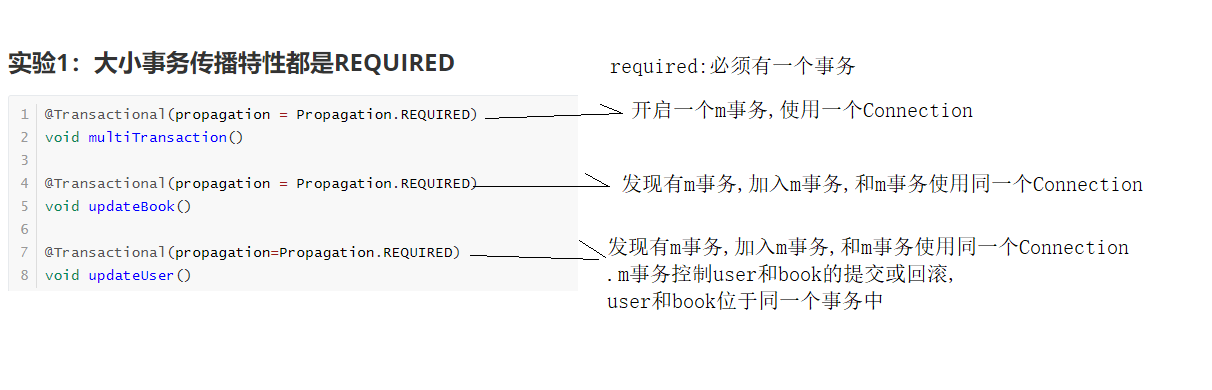 实验1：大小事务传播特性都是REQUIRED
required:必须有一个事务
1 @Transactional(propagation = Propagation.REQUIRED)
开启一个m事务,使用一个Connection
2 void multiTransaction()
3
4 @Transactional(propagation = Propagation.REQUIRED)
发现有m事务,加入m事务,和m事务使用同一个Connection
5 void updateBook()
6
7 @Transactional(propagation=Propagation.REQUIRED)
8 void updateUser()
发现有m事务,加入m事务,和m事务使用同一个Connection
.m事务控制user和book的提交或回滚,
user和book位于同一个事务中